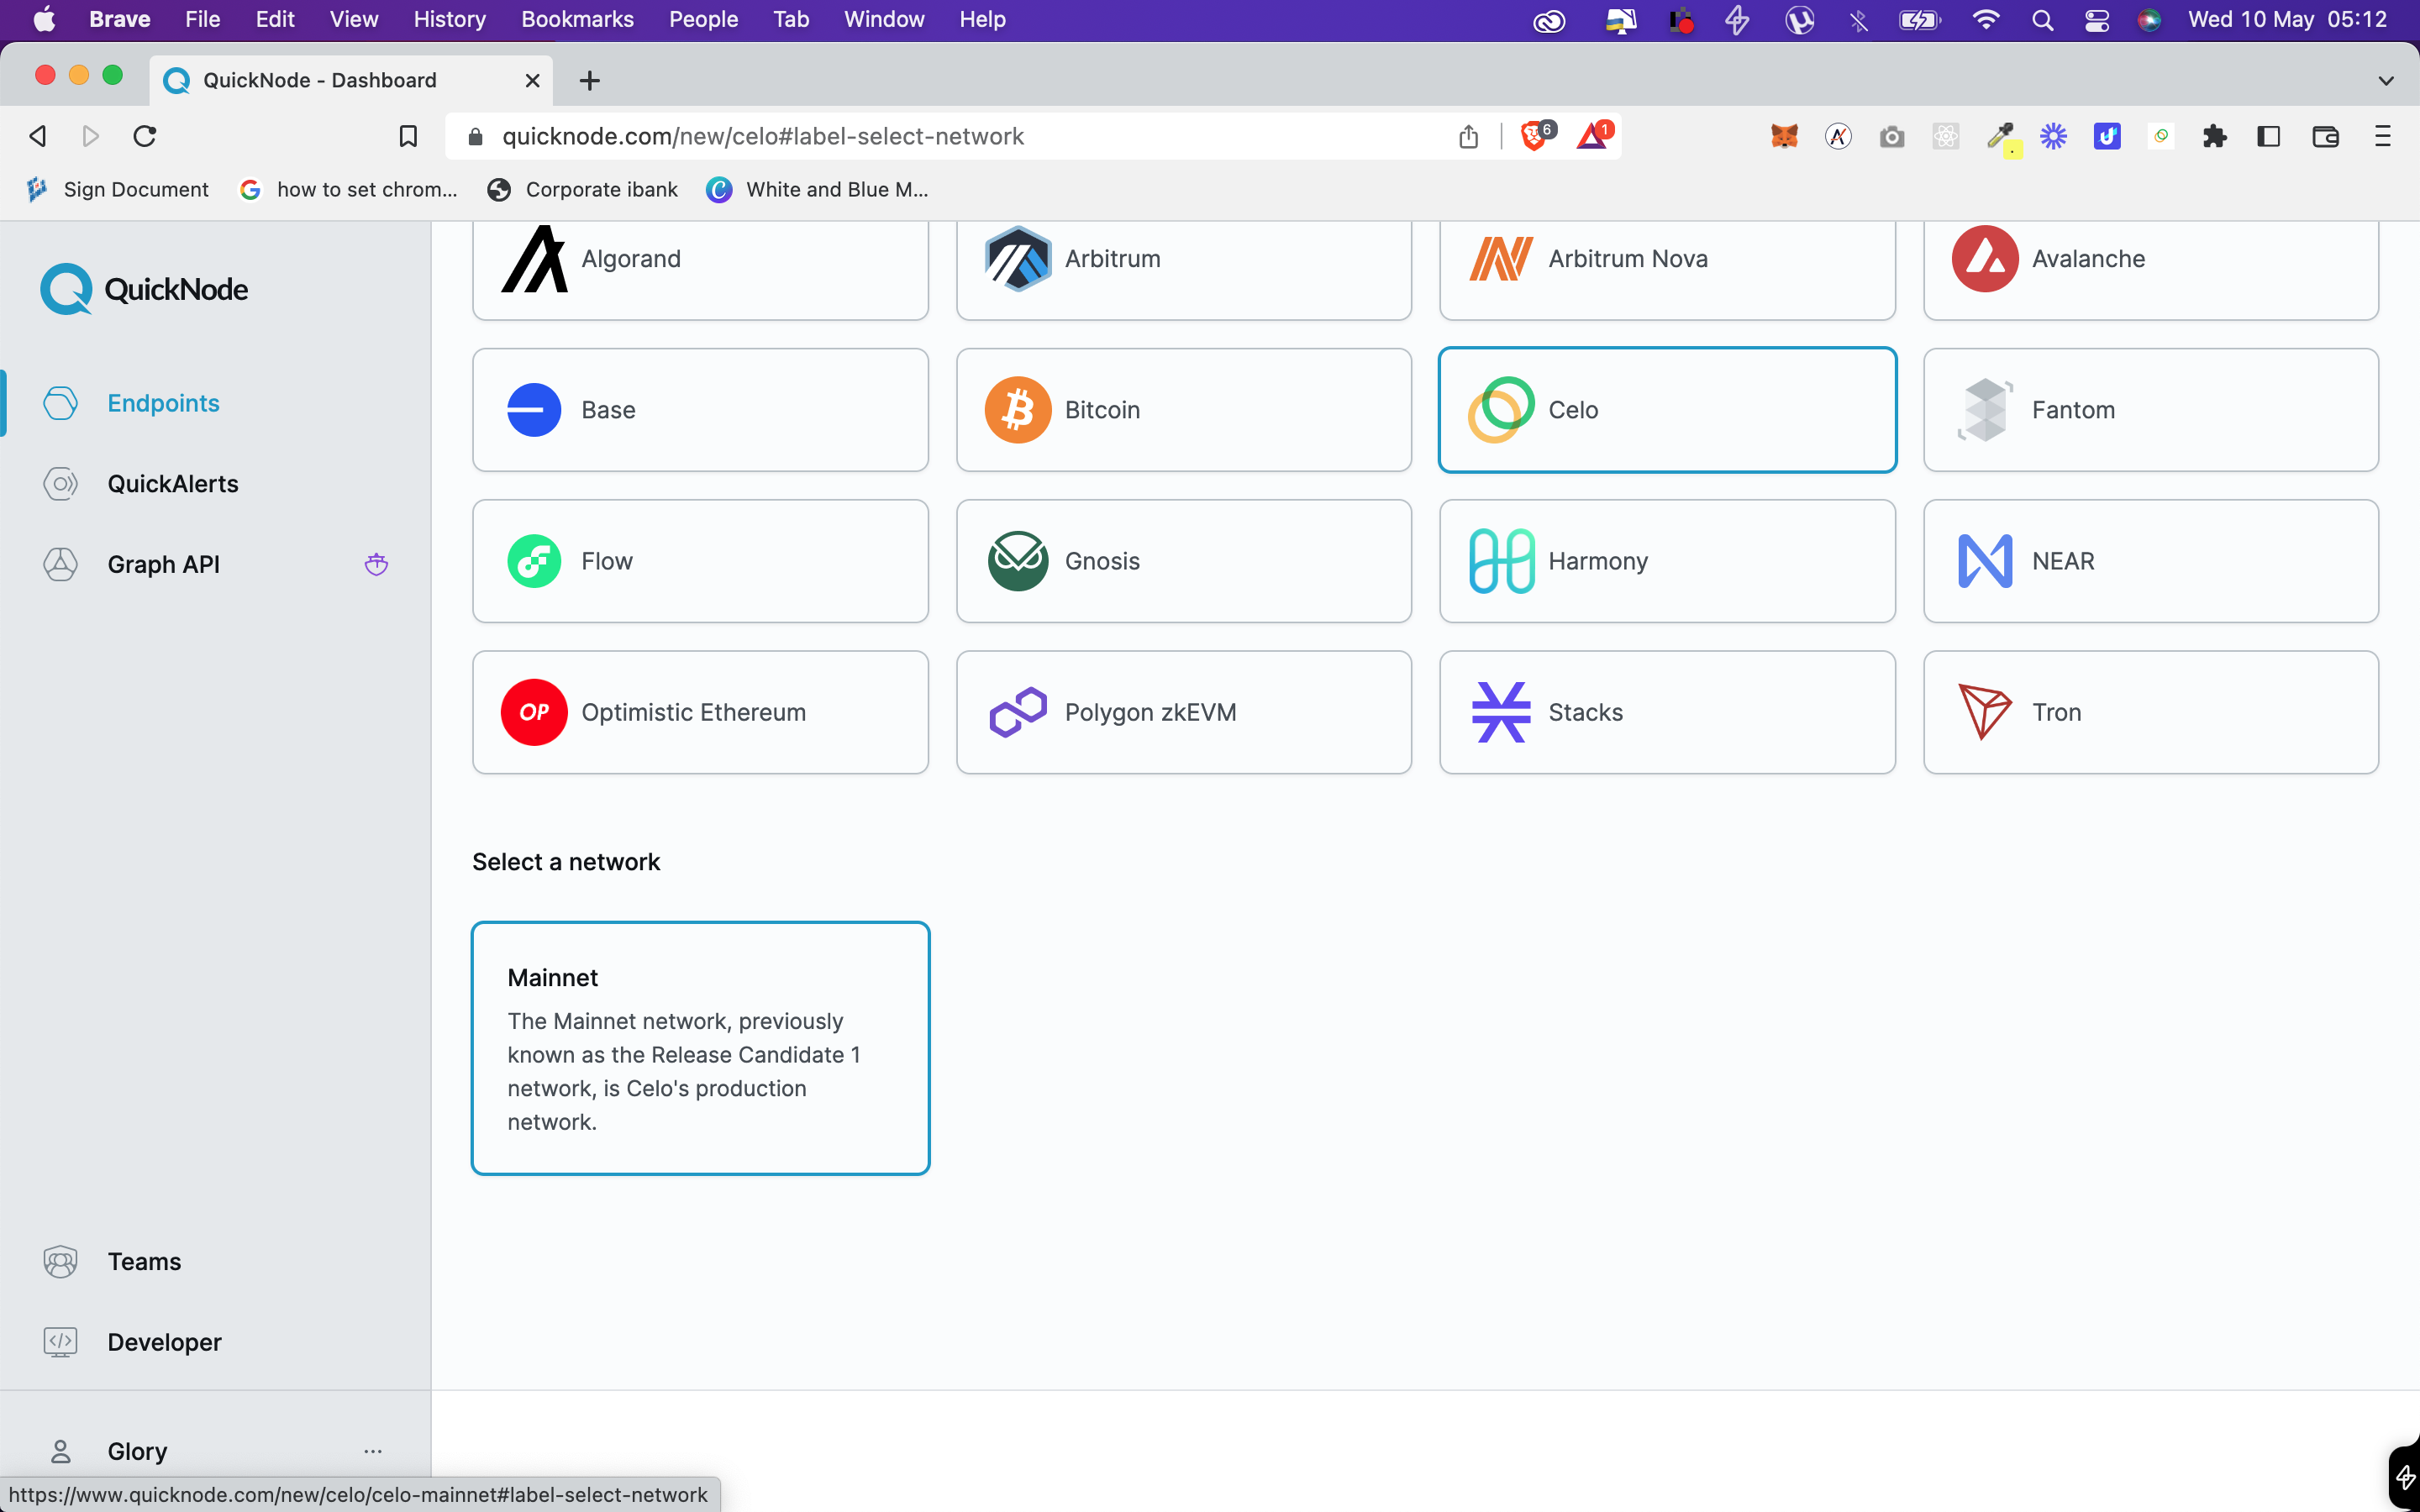 Brave File Edit View History Bookmarks People Tab Window Help Wed 10 May 05:12
QuickNode - Dashboard
quicknode.com/new/celo#label-select-network 6 1
Sign Document how to set chrom... Corporate ibank White and Blue M...
QuickNode
Endpoints
QuickAlerts
Graph API
Teams
Developer
Glory
Algorand Arbitrum Arbitrum Nova Avalanche
Base Bitcoin Celo Fantom
Flow Gnosis Harmony NEAR
OP Optimistic Ethereum Polygon zkEVM Stacks Tron
Select a network
Mainnet
The Mainnet network, previously
known as the Release Candidate 1
network, is Celo's production
network.
https://www.quicknode.com/new/celo/celo-mainnet#label-select-network